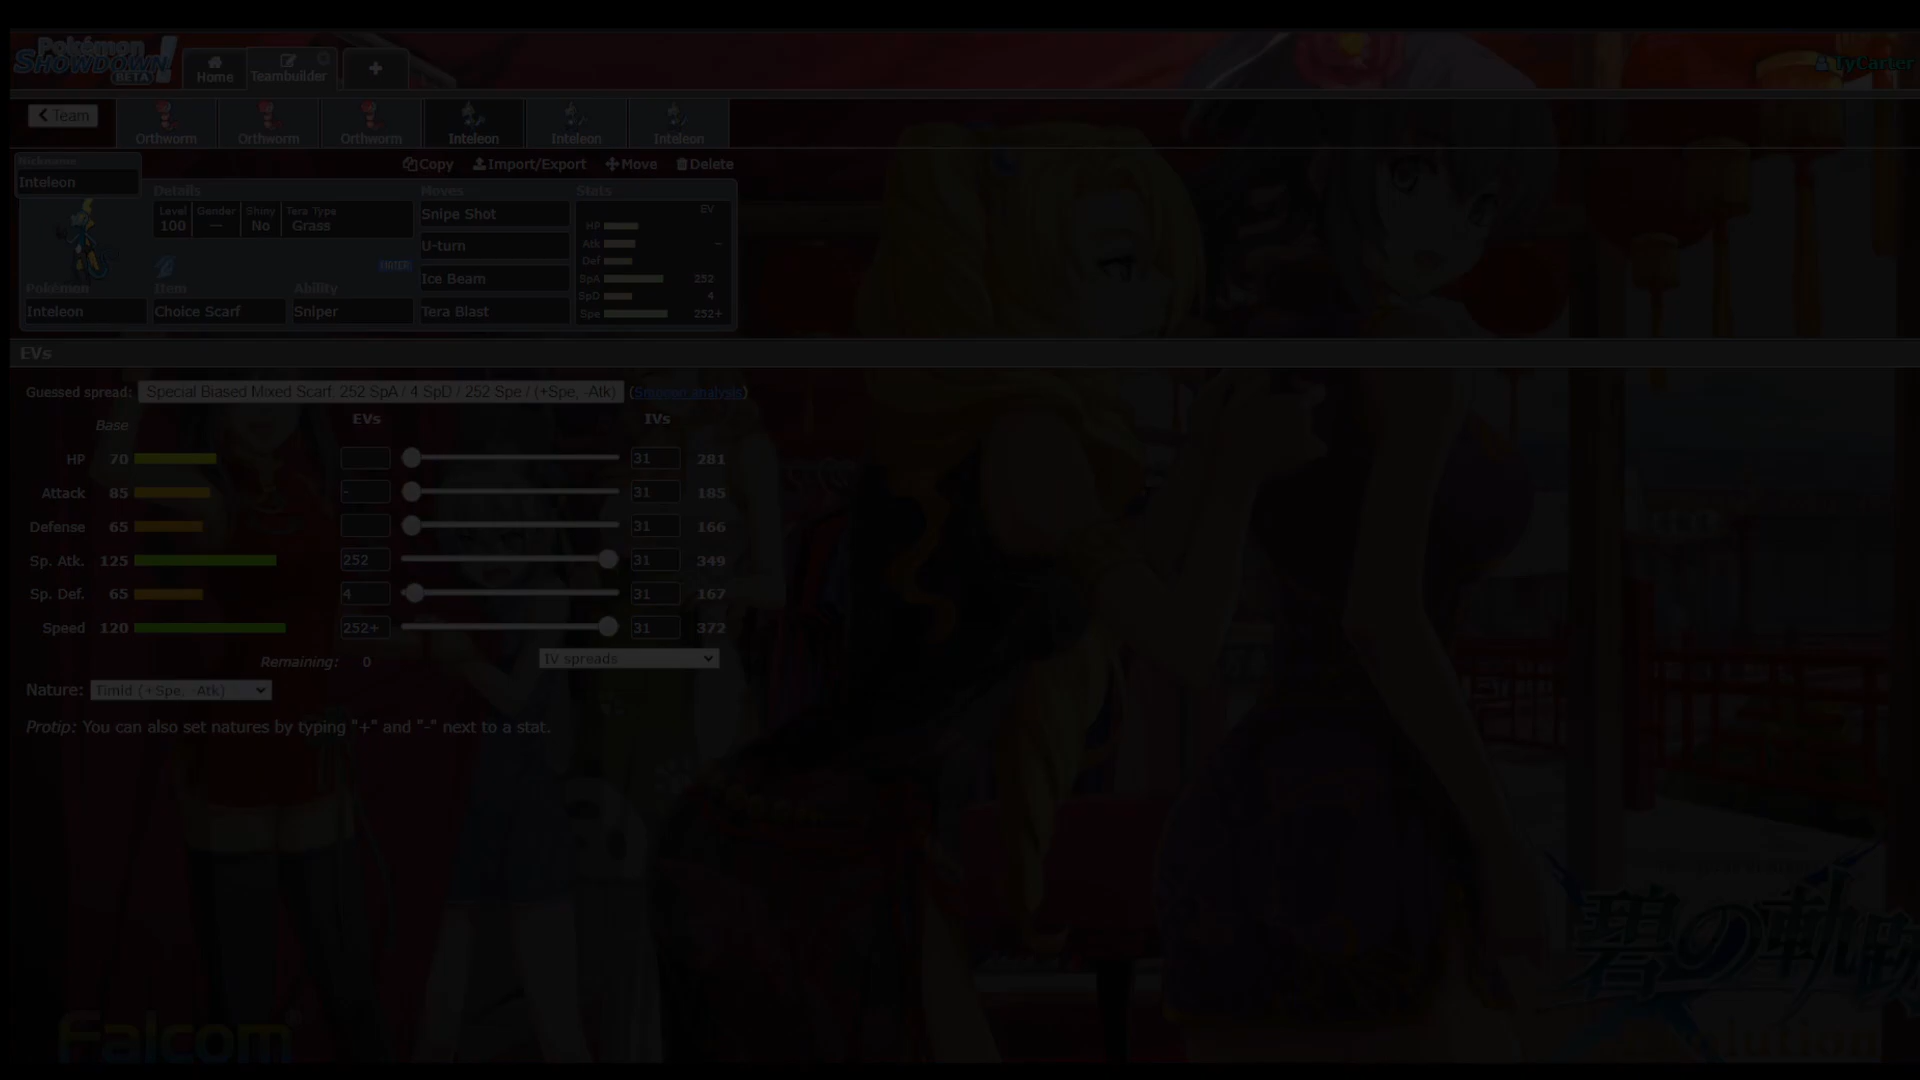 Pokémon
SHOWDOWN!
BETA
Home
Teambuilder
TyCarter
Team
Orthworm
Orthworm
Orthworm
Inteleon
Inteleon
Inteleon
Copy
Import/Export
Move
Delete
Nickname
Inteleon
Details
Level
100
Gender
—
Shiny
No
Tera Type
Grass
WATER
Pokémon
Inteleon
Item
Choice Scarf
Ability
Sniper
Moves
Snipe Shot
U-turn
Ice Beam
Tera Blast
Stats
EV
HP
Atk −
Def
SpA 252
SpD 4
Spe 252+
EVs
Guessed spread: Special Biased Mixed Scarf: 252 SpA / 4 SpD / 252 Spe / (+Spe, -Atk) (Smogon analysis)
Base EVs IVs
HP 70 31 281
Attack 85 - 31 185
Defense 65 31 166
Sp. Atk. 125 252 31 349
Sp. Def. 65 4 31 167
Speed 120 252+ 31 372
Remaining: 0
IV spreads
Nature: Timid (+Spe, -Atk)
Protip: You can also set natures by typing "+" and "-" next to a stat.
碧の軌跡
Falcom